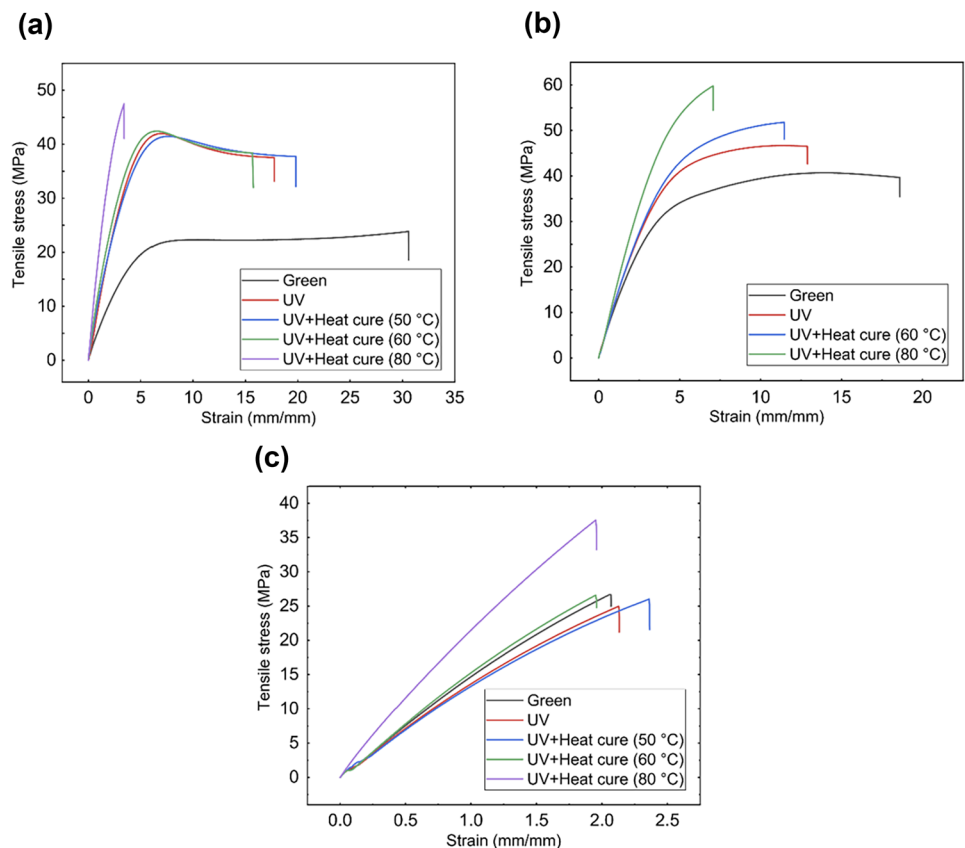 (a)
Tensile stress (MPa)
50
40
30
20
10
0
0 5 10 15 20 25 30 35
Strain (mm/mm)
Green
UV
UV+Heat cure (50 °C)
UV+Heat cure (60 °C)
UV+Heat cure (80 °C)
(b)
Tensile stress (MPa)
60
50
40
30
20
10
0
0 5 10 15 20
Strain (mm/mm)
Green
UV
UV+Heat cure (60 °C)
UV+Heat cure (80 °C)
(c)
Tensile stress (MPa)
40
35
30
25
20
15
10
5
0
0.0 0.5 1.0 1.5 2.0 2.5
Strain (mm/mm)
Green
UV
UV+Heat cure (50 °C)
UV+Heat cure (60 °C)
UV+Heat cure (80 °C)